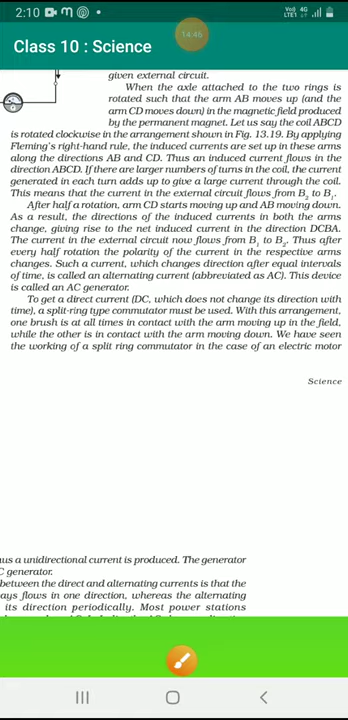 2:10
Vo)) 4G
LTE1
14:46
Class 10 : Science
given external circuit.
When the axle attached to the two rings is
rotated such that the arm AB moves up (and the
arm CD moves down) in the magnetic field produced
by the permanent magnet. Let us say the coil ABCD
is rotated clockwise in the arrangement shown in Fig. 13.19. By applying
Fleming's right-hand rule, the induced currents are set up in these arms
along the directions AB and CD. Thus an induced current flows in the
direction ABCD. If there are larger numbers of turns in the coil, the current
generated in each turn adds up to give a large current through the coil.
This means that the current in the external circuit flows from B₂ to B₁.
After half a rotation, arm CD starts moving up and AB moving down.
As a result, the directions of the induced currents in both the arms
change, giving rise to the net induced current in the direction DCBA.
The current in the external circuit now flows from B₁ to B₂. Thus after
every half rotation the polarity of the current in the respective arms
changes. Such a current, which changes direction after equal intervals
of time, is called an alternating current (abbreviated as AC). This device
is called an AC generator.
To get a direct current (DC, which does not change its direction with
time), a split-ring type commutator must be used. With this arrangement,
one brush is at all times in contact with the arm moving up in the field,
while the other is in contact with the arm moving down. We have seen
the working of a split ring commutator in the case of an electric motor
Science
us a unidirectional current is produced. The generator
C generator.
between the direct and alternating currents is that the
ays flows in one direction, whereas the alternating
its direction periodically. Most power stations